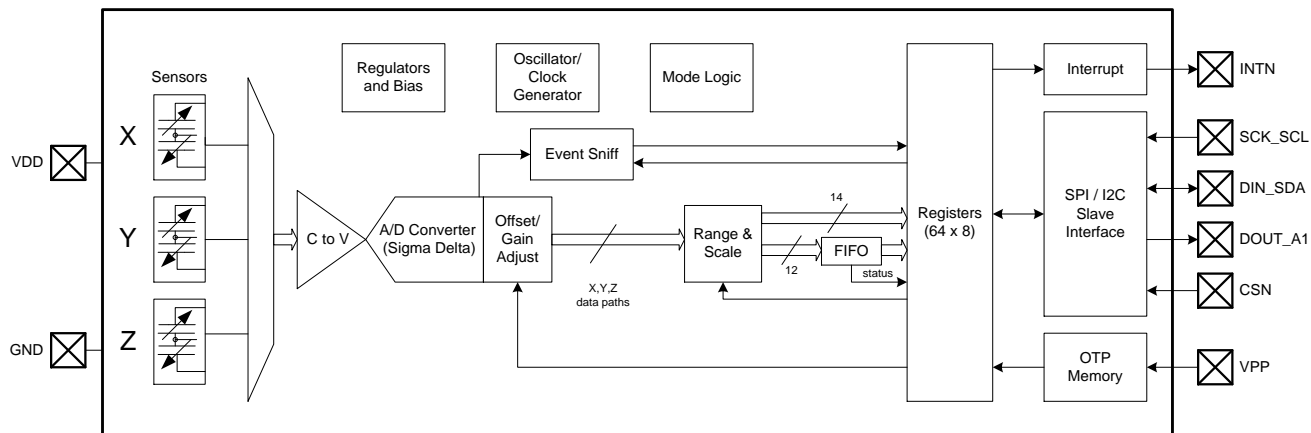 Sensors
X
Y
Z
VDD
GND
Regulators
and Bias
Oscillator/
Clock
Generator
Mode Logic
Event Sniff
C to V
A/D Converter
(Sigma Delta)
Offset/
Gain
Adjust
X,Y,Z
data paths
Range &
Scale
14
12
FIFO
status
Registers
(64 x 8)
Interrupt
SPI / I2C
Slave
Interface
OTP
Memory
INTN
SCK_SCL
DIN_SDA
DOUT_A1
CSN
VPP